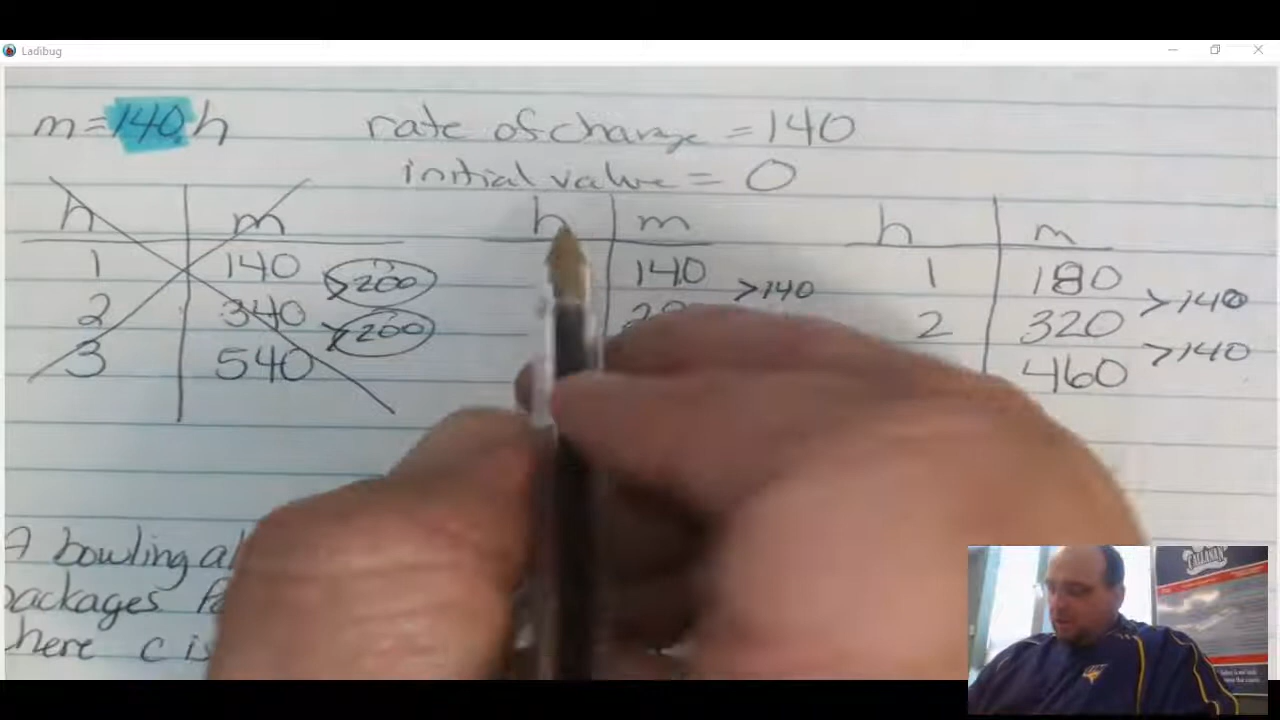 Ladibug
m=140h rate of change = 140
initial value = 0
h m
1 140 >200
2 340 >200
3 540
h m
140 >140
h m
1 180 >140
2 320 >140
460
A bowling al
packages
here c is